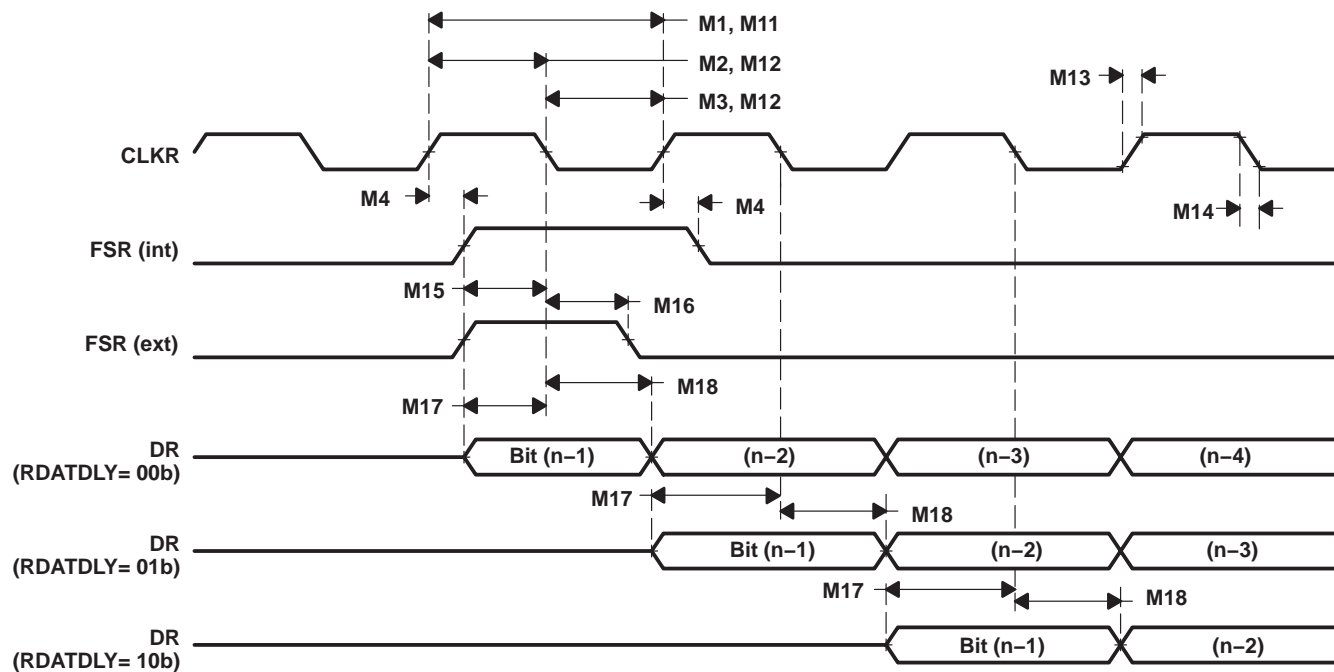 M1, M11
M2, M12
M13
M3, M12
CLKR
M4
M4
M14
FSR (int)
M15
M16
FSR (ext)
M18
M17
DR
(RDATDLY= 00b)
Bit (n–1)
(n–2)
(n–3)
(n–4)
M17
M18
DR
(RDATDLY= 01b)
Bit (n–1)
(n–2)
(n–3)
M17
M18
DR
(RDATDLY= 10b)
Bit (n–1)
(n–2)